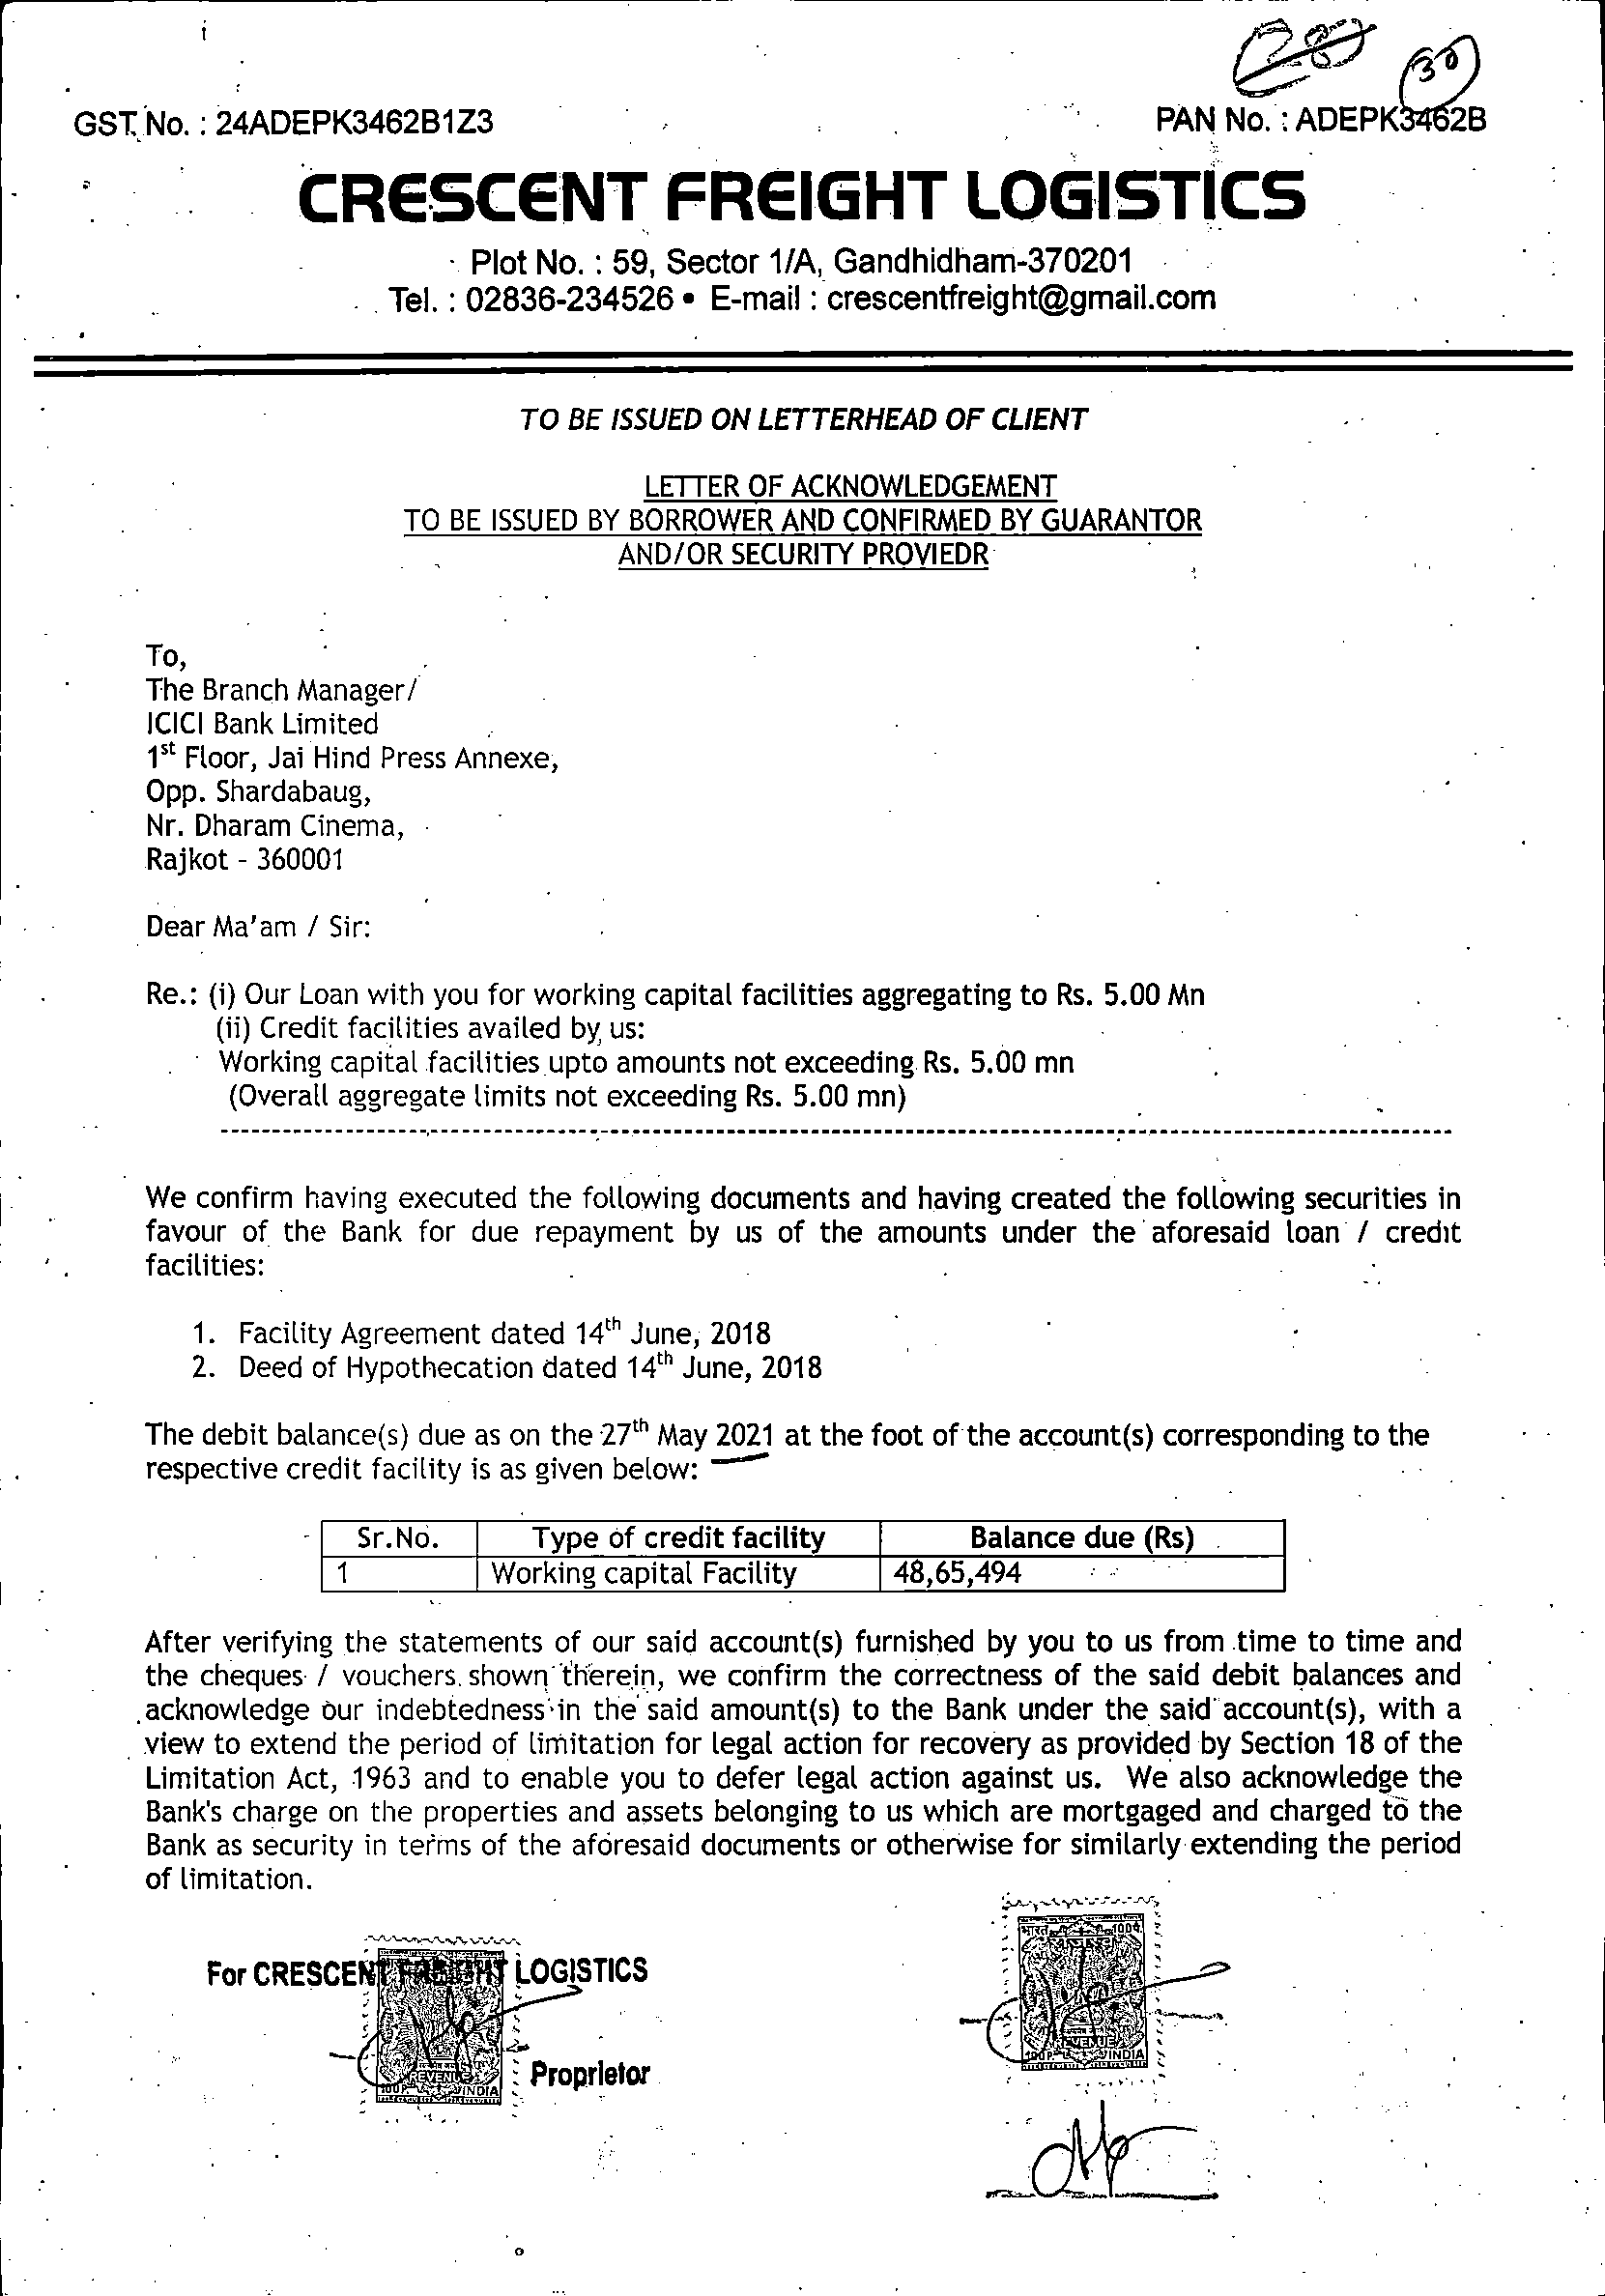 28
30
GST No. : 24ADEPK3462B1Z3
PAN No. : ADEPK3462B
CRESCENT FREIGHT LOGISTICS
Plot No. : 59, Sector 1/A, Gandhidham-370201
Tel. : 02836-234526 • E-mail : crescentfreight@gmail.com
TO BE ISSUED ON LETTERHEAD OF CLIENT
LETTER OF ACKNOWLEDGEMENT
TO BE ISSUED BY BORROWER AND CONFIRMED BY GUARANTOR
AND/OR SECURITY PROVIEDR
To,
The Branch Manager/
ICICI Bank Limited
1st Floor, Jai Hind Press Annexe,
Opp. Shardabaug,
Nr. Dharam Cinema,
Rajkot - 360001
Dear Ma'am / Sir:
Re.: (i) Our Loan with you for working capital facilities aggregating to Rs. 5.00 Mn
(ii) Credit facilities availed by us:
Working capital facilities upto amounts not exceeding Rs. 5.00 mn
(Overall aggregate limits not exceeding Rs. 5.00 mn)
We confirm having executed the following documents and having created the following securities in
favour of the Bank for due repayment by us of the amounts under the aforesaid loan / credit
facilities:
1. Facility Agreement dated 14th June, 2018
2. Deed of Hypothecation dated 14th June, 2018
The debit balance(s) due as on the 27th May 2021 at the foot of the account(s) corresponding to the
respective credit facility is as given below:
Sr.No. Type of credit facility Balance due (Rs)
1 Working capital Facility 48,65,494
After verifying the statements of our said account(s) furnished by you to us from time to time and
the cheques / vouchers shown therein, we confirm the correctness of the said debit balances and
acknowledge our indebtedness in the said amount(s) to the Bank under the said account(s), with a
view to extend the period of limitation for legal action for recovery as provided by Section 18 of the
Limitation Act, 1963 and to enable you to defer legal action against us. We also acknowledge the
Bank's charge on the properties and assets belonging to us which are mortgaged and charged to the
Bank as security in terms of the aforesaid documents or otherwise for similarly extending the period
of limitation.
For CRESCENT FREIGHT LOGISTICS
REVENUE
100 P. INDIA
Proprietor
भारत
REVENUE
100 P. INDIA